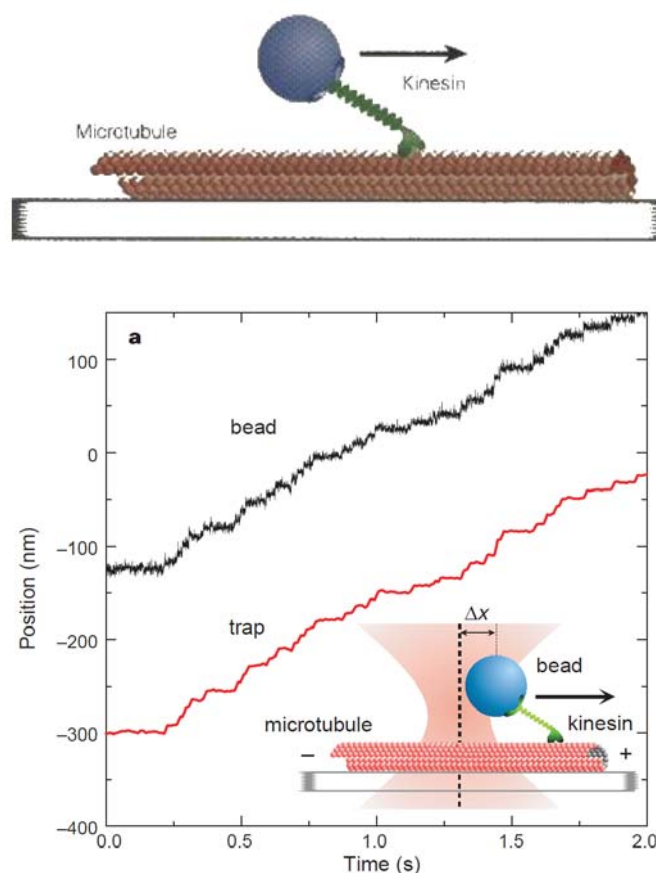 Kinesin
Microtubule
a
100
0
−100
−200
−300
−400
Position (nm)
bead
trap
Δx
bead
kinesin
microtubule
−
+
0.0
0.5
1.0
1.5
2.0
Time (s)